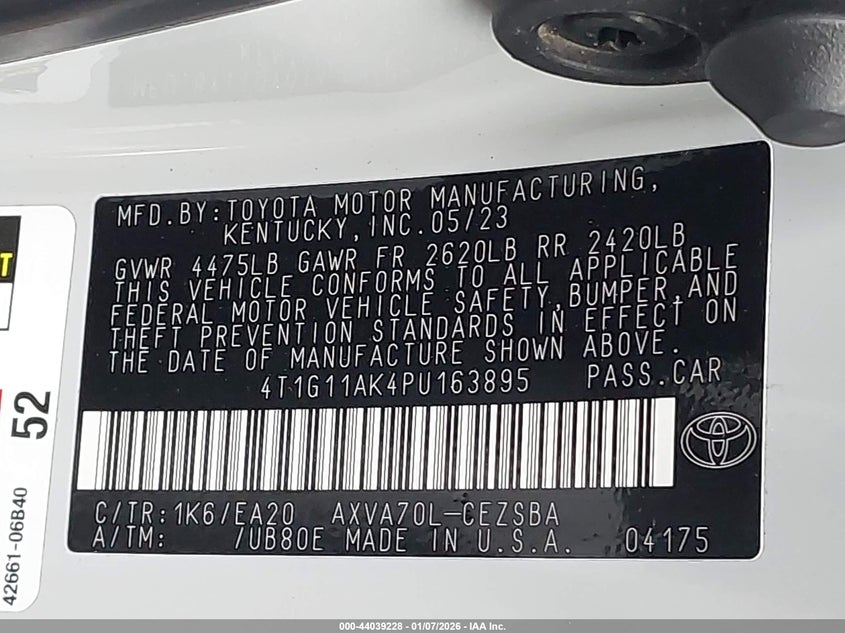 MFD.BY:TOYOTA MOTOR MANUFACTURING,
KENTUCKY,INC.05/23
GVWR 4475LB GAWR FR 2620LB RR 2420LB
THIS VEHICLE CONFORMS TO ALL APPLICABLE
FEDERAL MOTOR VEHICLE SAFETY,BUMPER,AND
THEFT PREVENTION STANDARDS IN EFFECT ON
THE DATE OF MANUFACTURE SHOWN ABOVE.
4T1G11AK4PU163895 PASS.CAR
C/TR:1K6/EA20 AXVA70L-CEZSBA
A/TM: /UB80E MADE IN U.S.A. 04175
T
52
42661-06B40
000-44039228 - 01/07/2026 - IAA Inc.